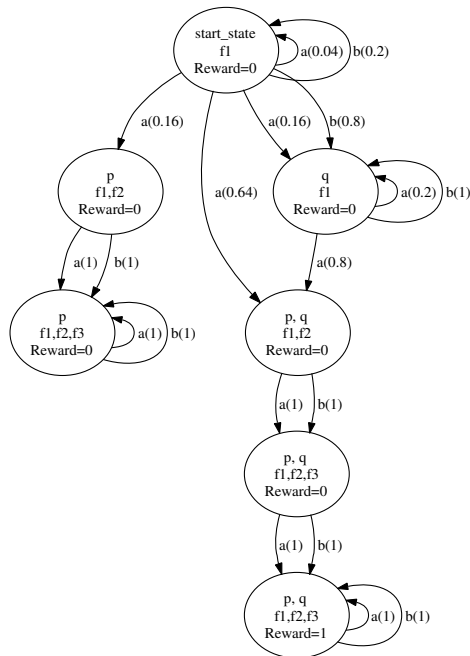 start_state
f1
Reward=0
a(0.04)
b(0.2)
a(0.16)
a(0.16)
b(0.8)
a(0.64)
p
f1,f2
Reward=0
q
f1
Reward=0
a(0.2)
b(1)
a(1)
b(1)
a(0.8)
p
f1,f2,f3
Reward=0
a(1)
b(1)
p, q
f1,f2
Reward=0
a(1)
b(1)
p, q
f1,f2,f3
Reward=0
a(1)
b(1)
p, q
f1,f2,f3
Reward=1
a(1)
b(1)